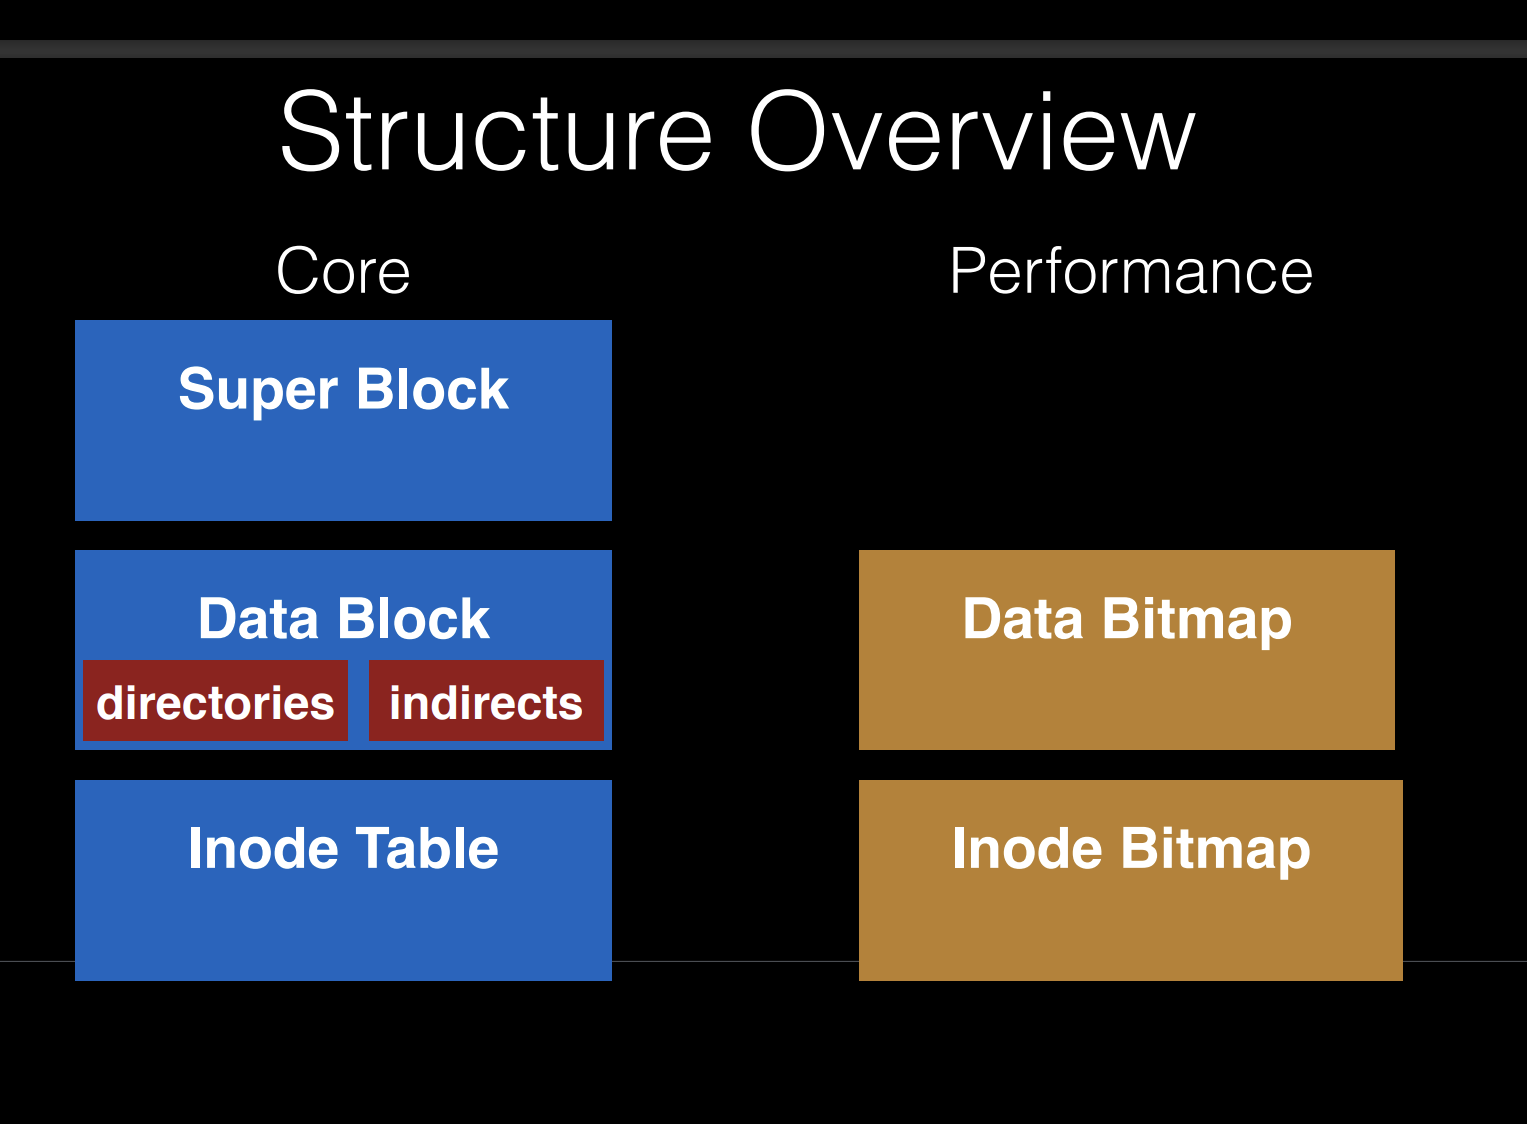 Structure Overview
Core
Super Block
Data Block
directories
indirects
Inode Table
Performance
Data Bitmap
Inode Bitmap